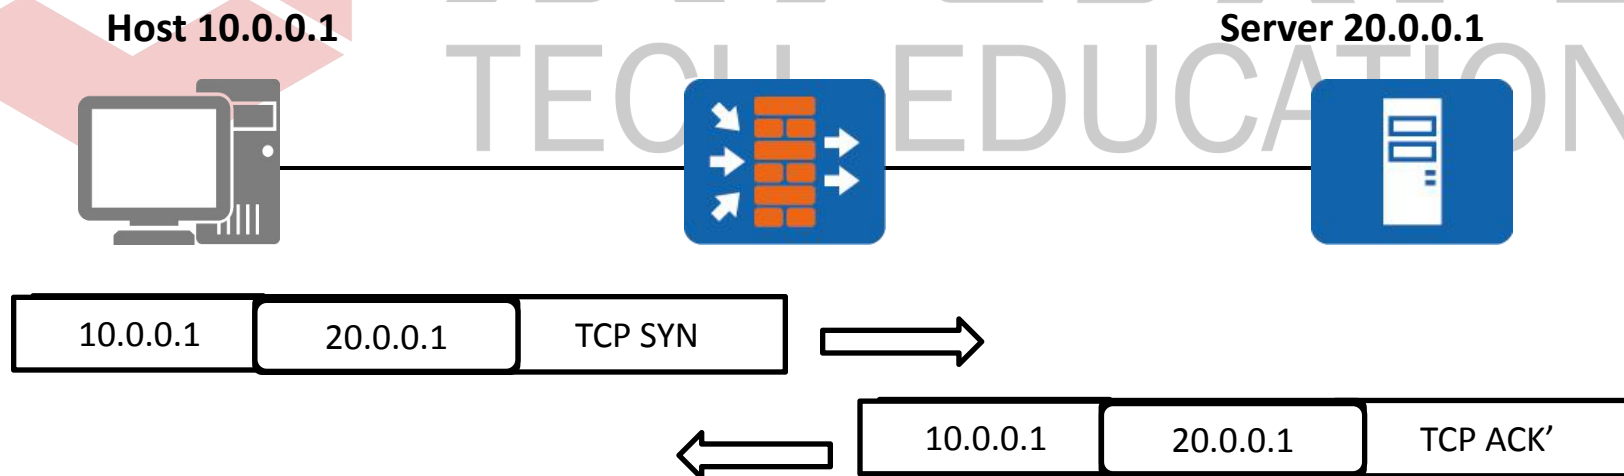 Host 10.0.0.1
Server 20.0.0.1
TECH EDUCATION
10.0.0.1 20.0.0.1 TCP SYN
10.0.0.1 20.0.0.1 TCP ACK’